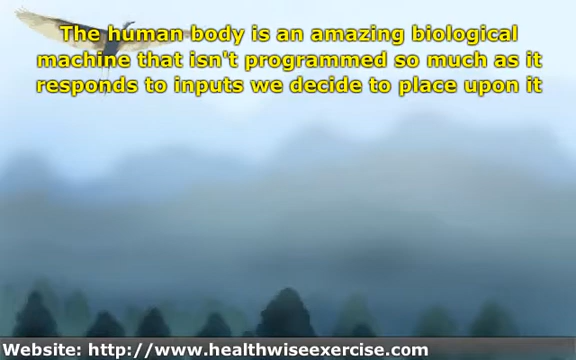 The human body is an amazing biological
machine that isn't programmed so much as it
responds to inputs we decide to place upon it
Website: http://www.healthwiseexercise.com